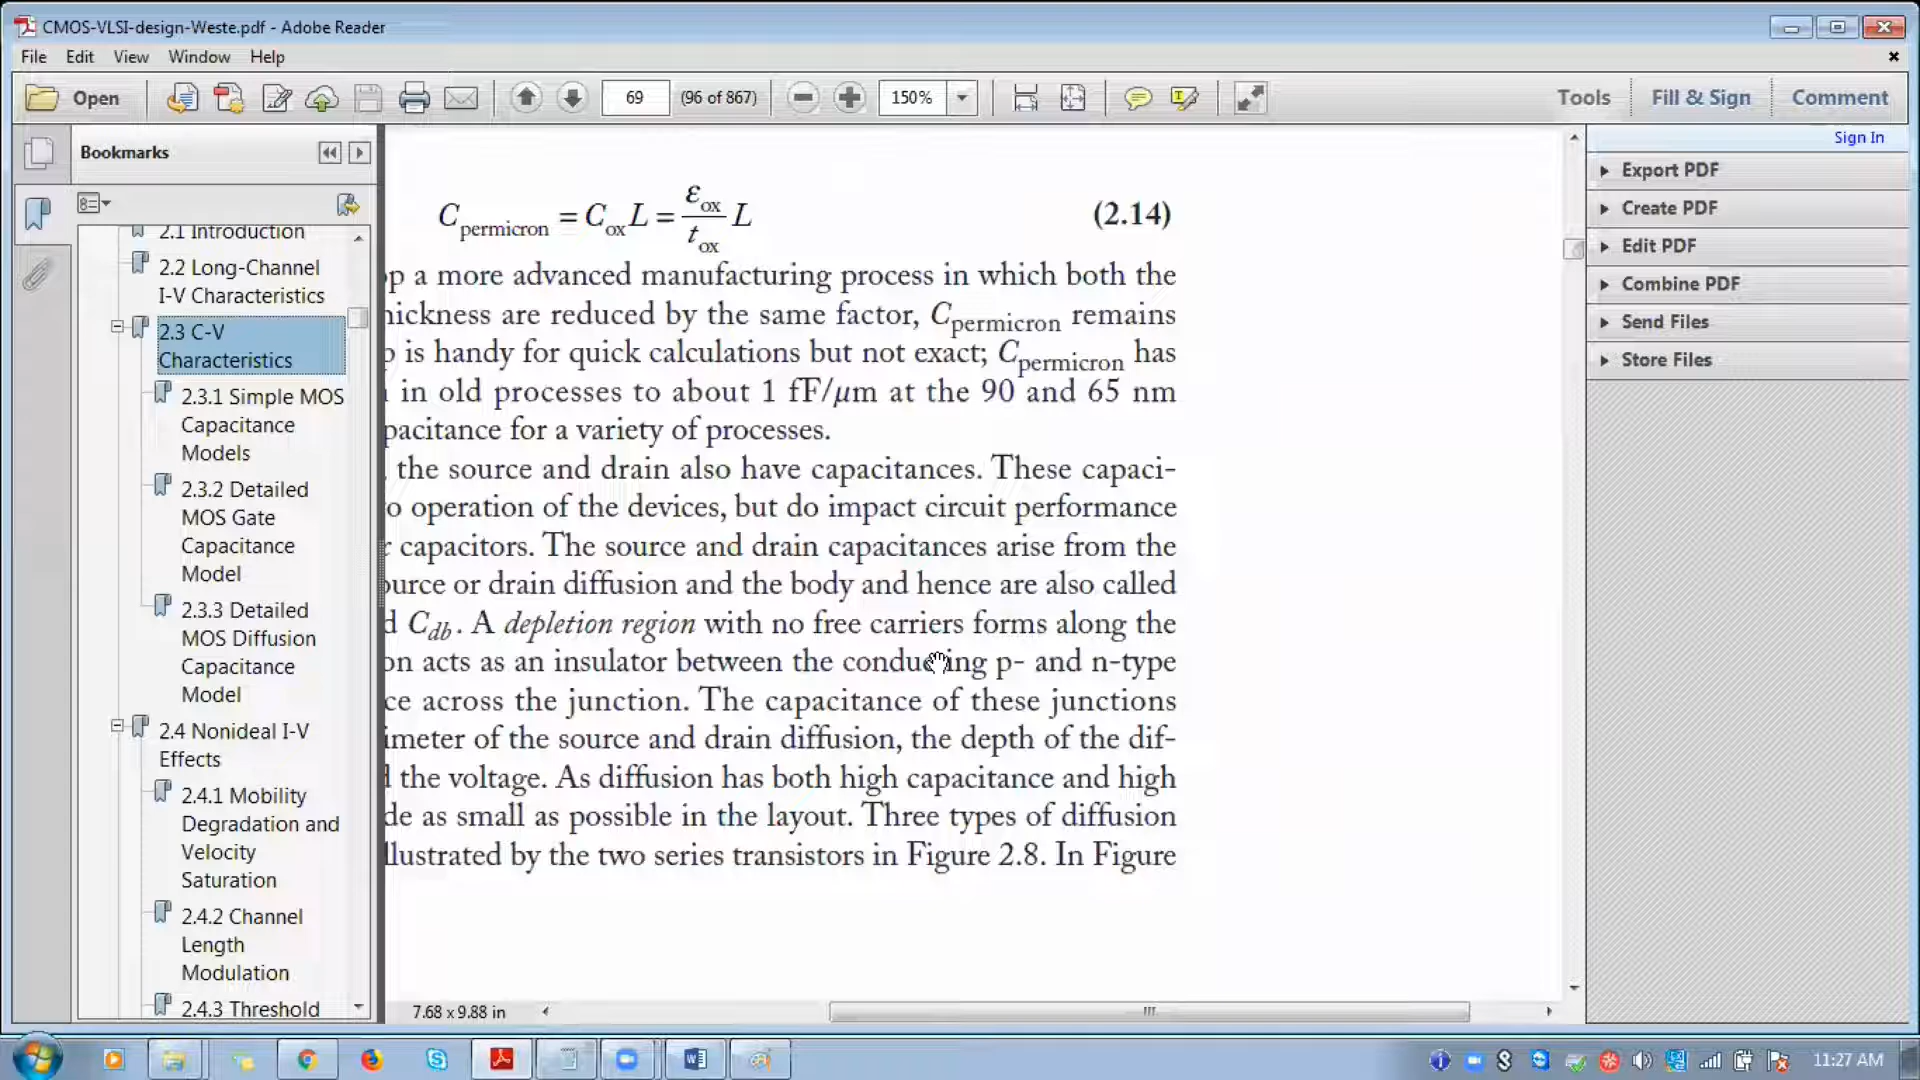 CMOS-VLSI-design-Weste.pdf - Adobe Reader
File Edit View Window Help
Open 69 (96 of 867) 150% Tools Fill & Sign Comment
Sign In
Bookmarks
2.1 Introduction
2.2 Long-Channel
I-V Characteristics
2.3 C-V
Characteristics
2.3.1 Simple MOS
Capacitance
Models
2.3.2 Detailed
MOS Gate
Capacitance
Model
2.3.3 Detailed
MOS Diffusion
Capacitance
Model
2.4 Nonideal I-V
Effects
2.4.1 Mobility
Degradation and
Velocity
Saturation
2.4.2 Channel
Length
Modulation
2.4.3 Threshold
C permicron = C ox L = ε ox / t ox L (2.14)
a more advanced manufacturing process in which both the
hickness are reduced by the same factor, C permicron remains
is handy for quick calculations but not exact; C permicron has
in old processes to about 1 fF/μm at the 90 and 65 nm
pacitance for a variety of processes.
the source and drain also have capacitances. These capaci-
o operation of the devices, but do impact circuit performance
capacitors. The source and drain capacitances arise from the
ource or drain diffusion and the body and hence are also called
d C db. A depletion region with no free carriers forms along the
on acts as an insulator between the conducting p- and n-type
ce across the junction. The capacitance of these junctions
imeter of the source and drain diffusion, the depth of the dif-
the voltage. As diffusion has both high capacitance and high
de as small as possible in the layout. Three types of diffusion
llustrated by the two series transistors in Figure 2.8. In Figure
7.68 x 9.88 in
Export PDF
Create PDF
Edit PDF
Combine PDF
Send Files
Store Files
11:27 AM